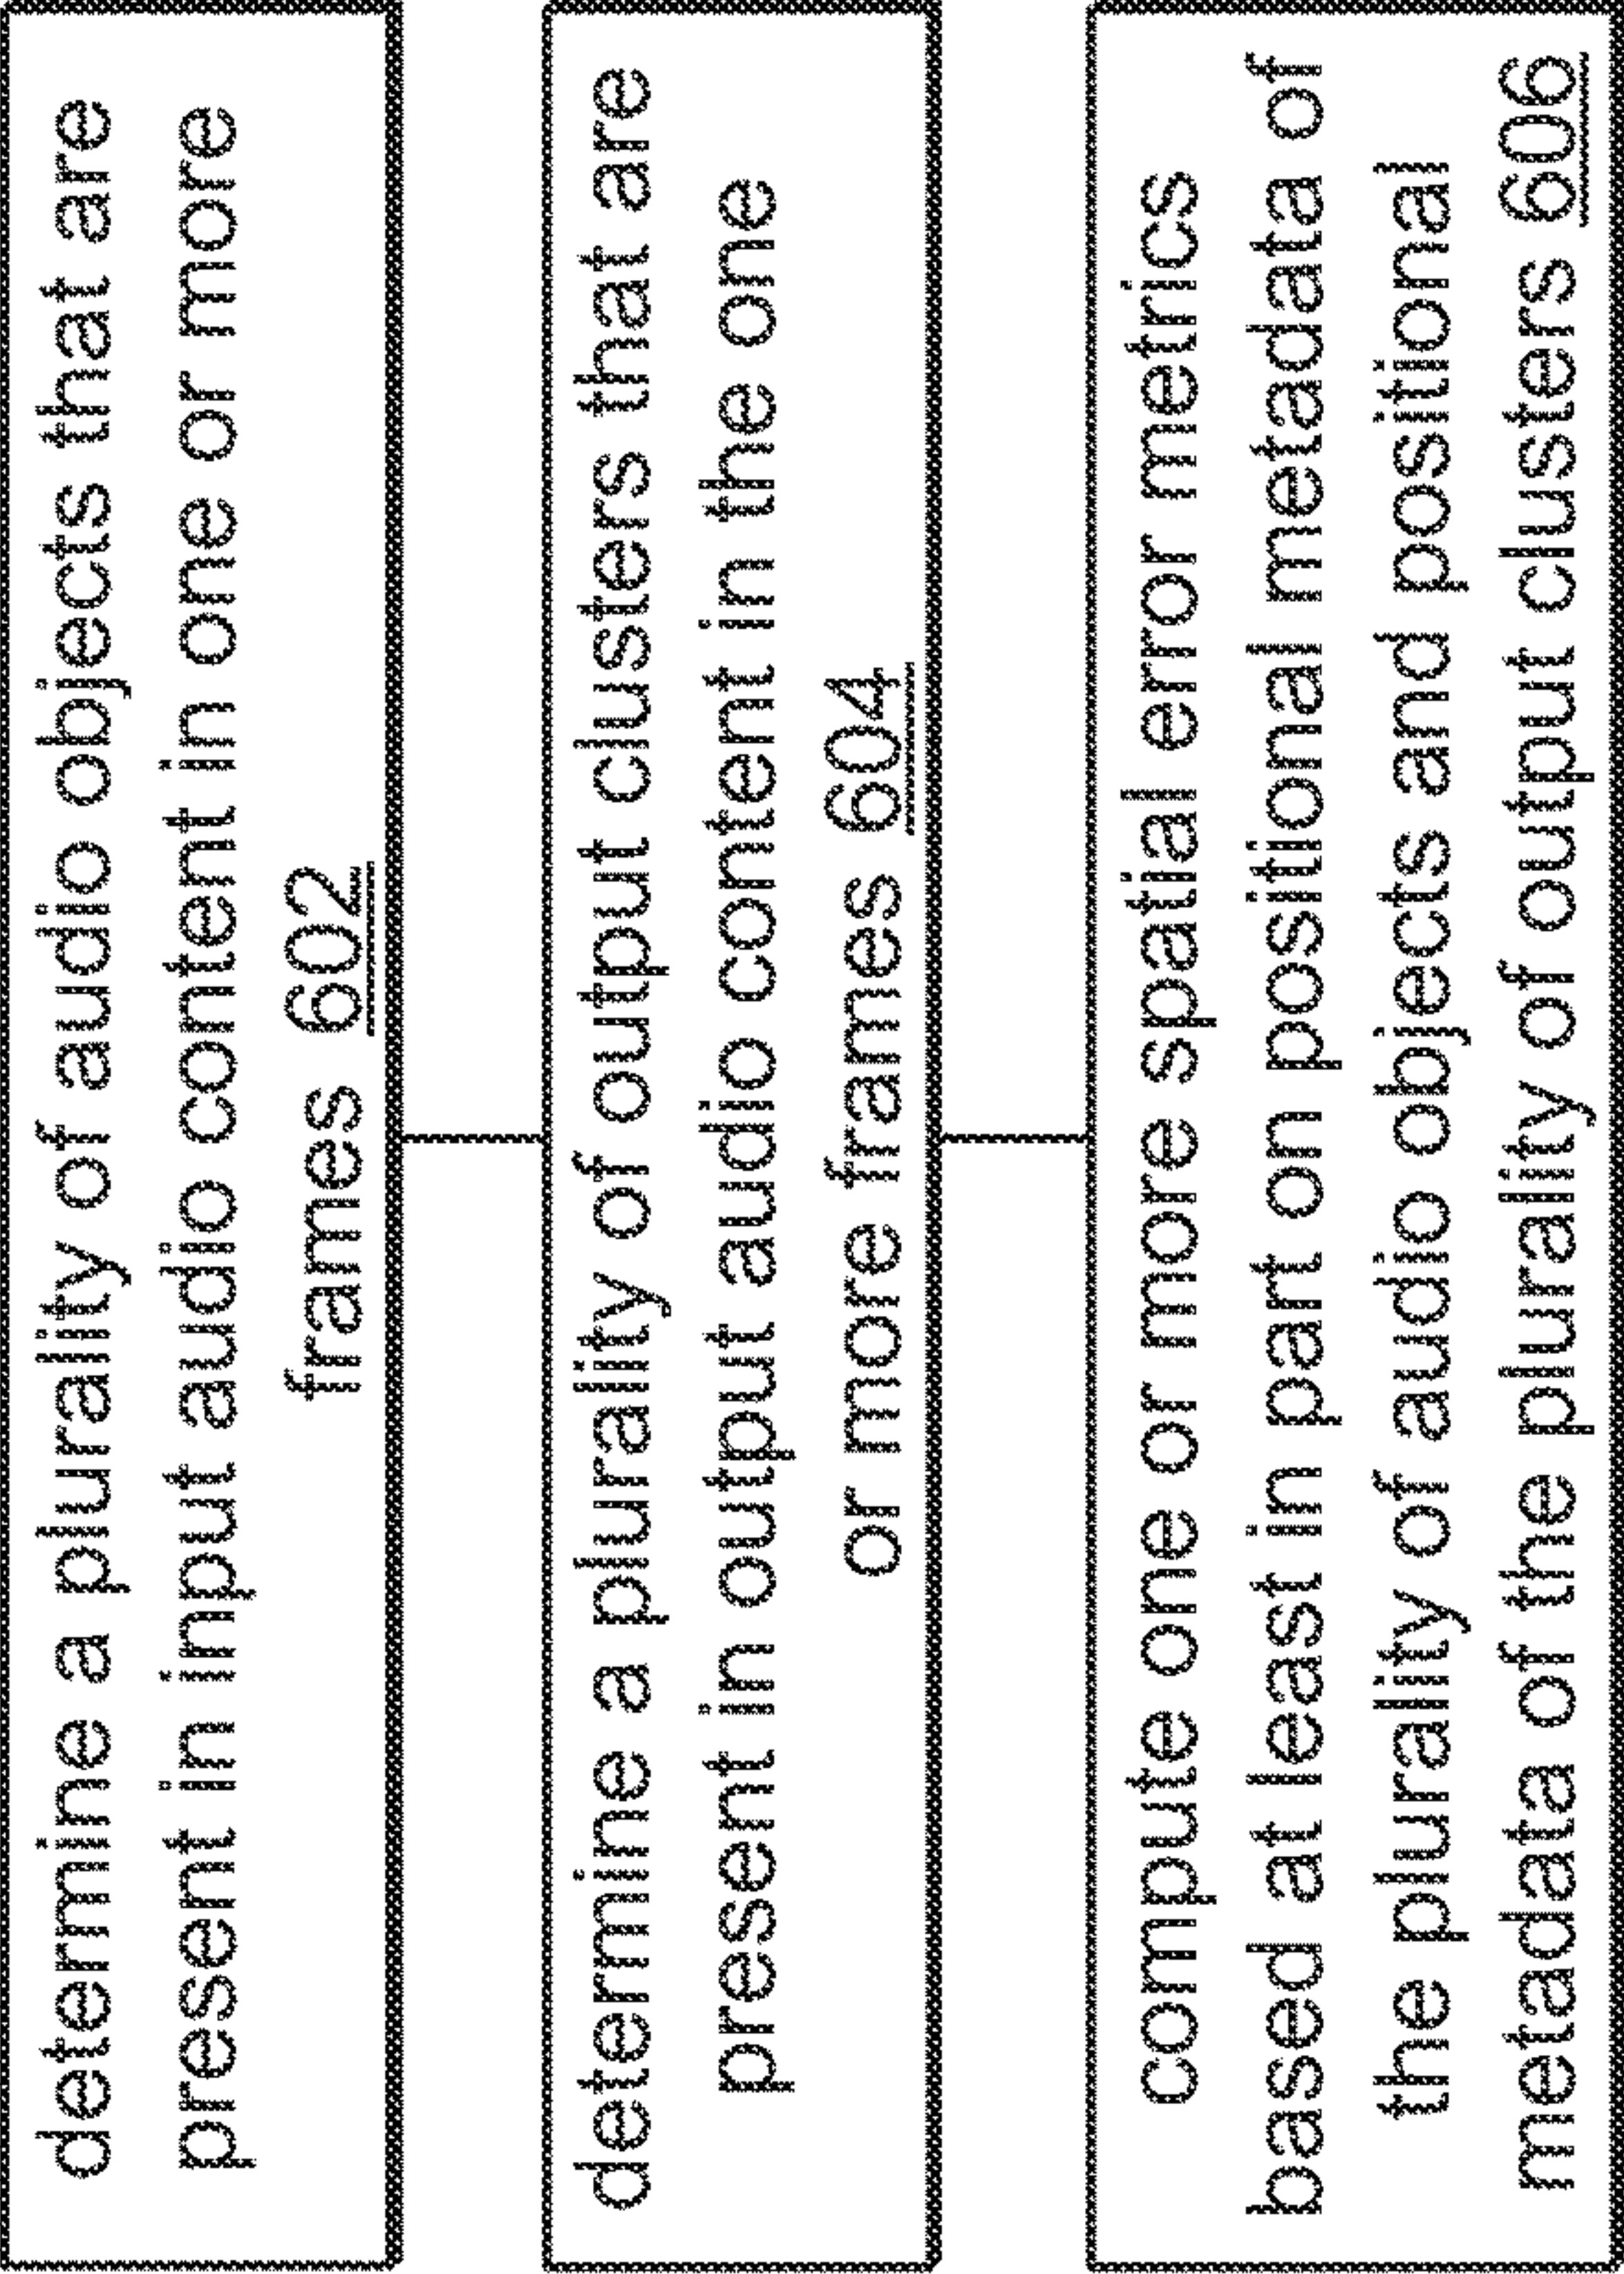 determine a plurality of audio objects that are
present in input audio content in one or more
frames 602
determine a plurality of output clusters that are
present in output audio content in the one
or more frames 604
compute one or more spatial error metrics
based at least in part on positional metadata of
the plurality of audio objects and positional
metadata of the plurality of output clusters 606